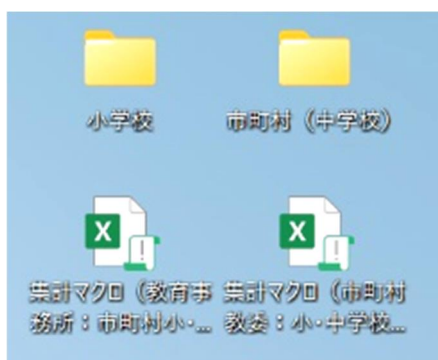 小学校
市町村（中学校）
集計マクロ（教育事
務所：市町村小・...
集計マクロ（市町村
教委：小・中学校...